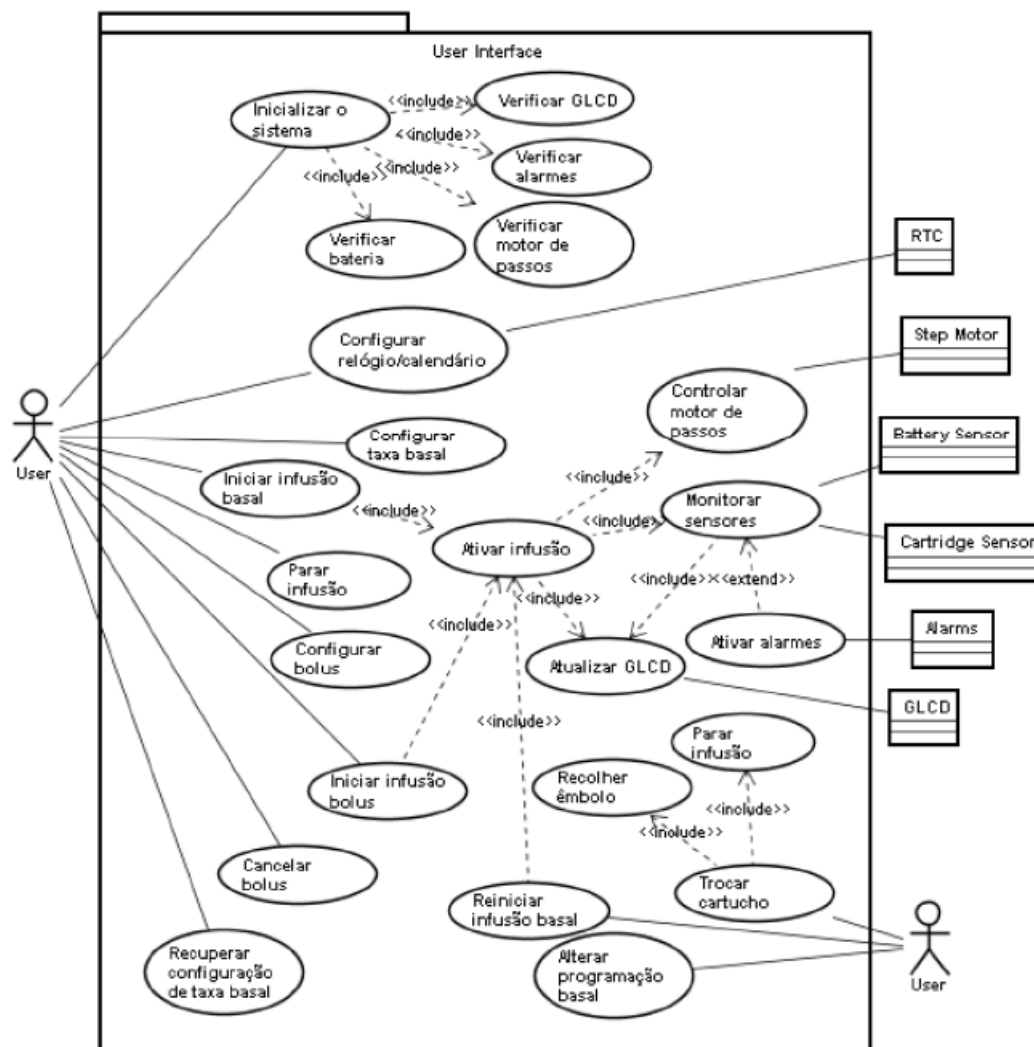 User Interface
Inicializar o
sistema
<<include>>
Verificar GLCD
<<include>>
Verificar
alarmes
<<include>>
<<include>>
Verificar
bateria
Verificar
motor de
passos
RTC
Configurar
relógio/calendário
Step Motor
Controlar
motor de
passos
User
Configurar
taxa basal
Battery Sensor
Iniciar infusão
basal
<<include>>
<<include>>
Monitorar
sensores
<<include>>
Ativar infusão
Cartridge Sensor
Parar
infusão
<<include>>
<<include>>
<<extend>>
<<include>>
Configurar
bolus
Atualizar GLCD
Ativar alarmes
Alarms
GLCD
<<include>>
Parar
infusão
Iniciar infusão
bolus
Recolher
êmbolo
<<include>>
<<include>>
Cancelar
bolus
Trocar
cartucho
Reiniciar
infusão basal
Recuperar
configuração
de taxa basal
Alterar
programação
basal
User